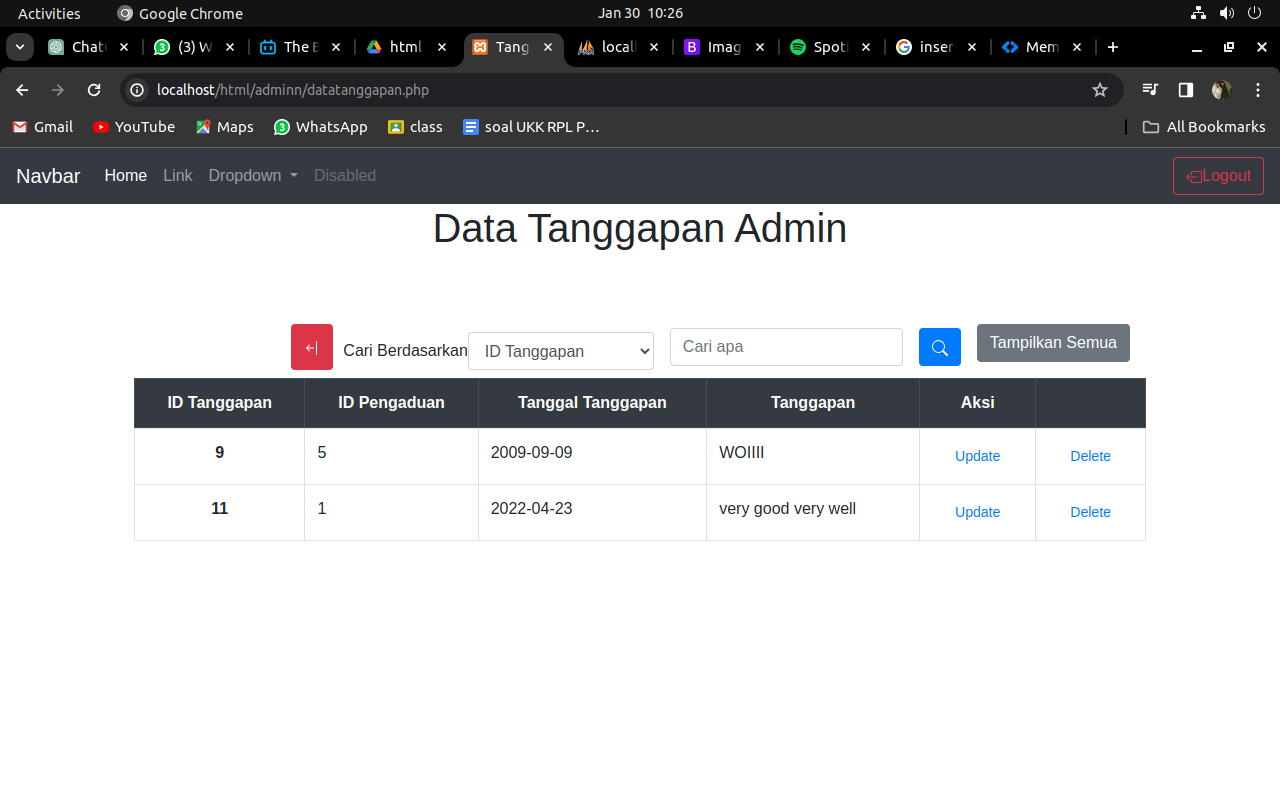 Activities Google Chrome Jan 30 10:26
Chat (3) W The B html Tang local Imag Spoti inser Mem
localhost/html/adminn/datatanggapan.php
Gmail YouTube Maps WhatsApp class soal UKK RPL P… All Bookmarks
Navbar Home Link Dropdown Disabled Logout
Data Tanggapan Admin
Cari Berdasarkan ID Tanggapan Cari apa Tampilkan Semua
ID Tanggapan ID Pengaduan Tanggal Tanggapan Tanggapan Aksi
9 5 2009-09-09 WOIIII Update Delete
11 1 2022-04-23 very good very well Update Delete